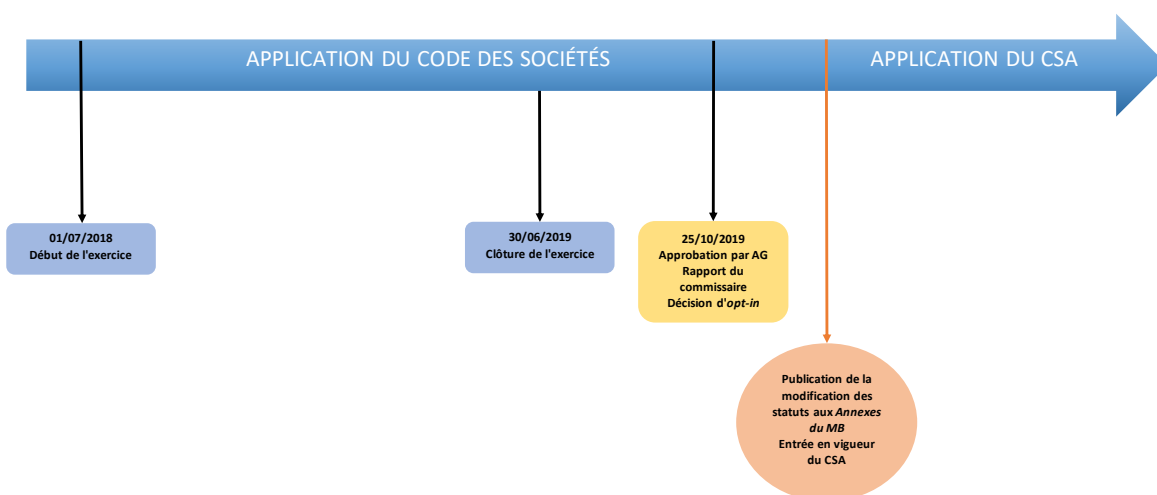 APPLICATION DU CODE DES SOCIÉTÉS
APPLICATION DU CSA
01/07/2018
Début de l'exercice
30/06/2019
Clôture de l'exercice
25/10/2019
Approbation par AG
Rapport du
commissaire
Décision d'opt-in
Publication de la
modification des
statuts aux Annexes
du MB
Entrée en vigueur
du CSA